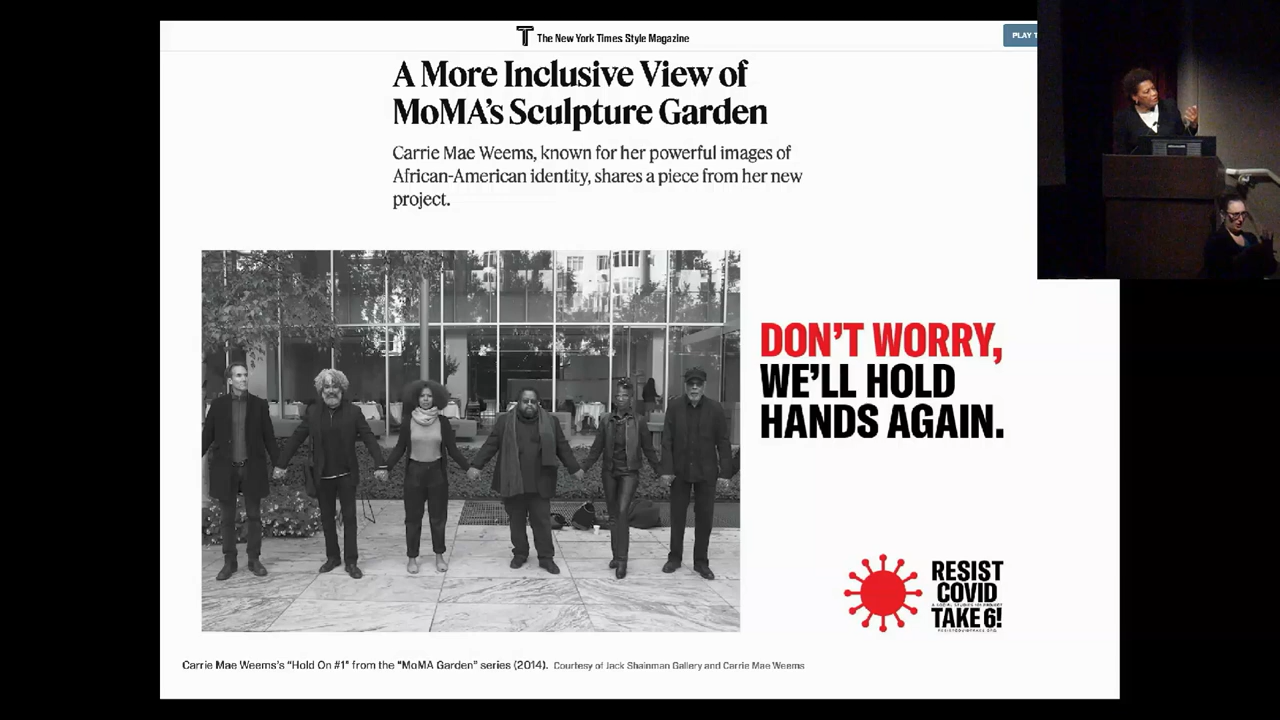 The New York Times Style Magazine
PLAY T
A More Inclusive View of
MoMA's Sculpture Garden
Carrie Mae Weems, known for her powerful images of
African-American identity, shares a piece from her new
project.
DON'T WORRY,
WE'LL HOLD
HANDS AGAIN.
RESIST
COVID
TAKE 6!
Carrie Mae Weems's "Hold On #1" from the "MoMA Garden" series (2014). Courtesy of Jack Shainman Gallery and Carrie Mae Weems